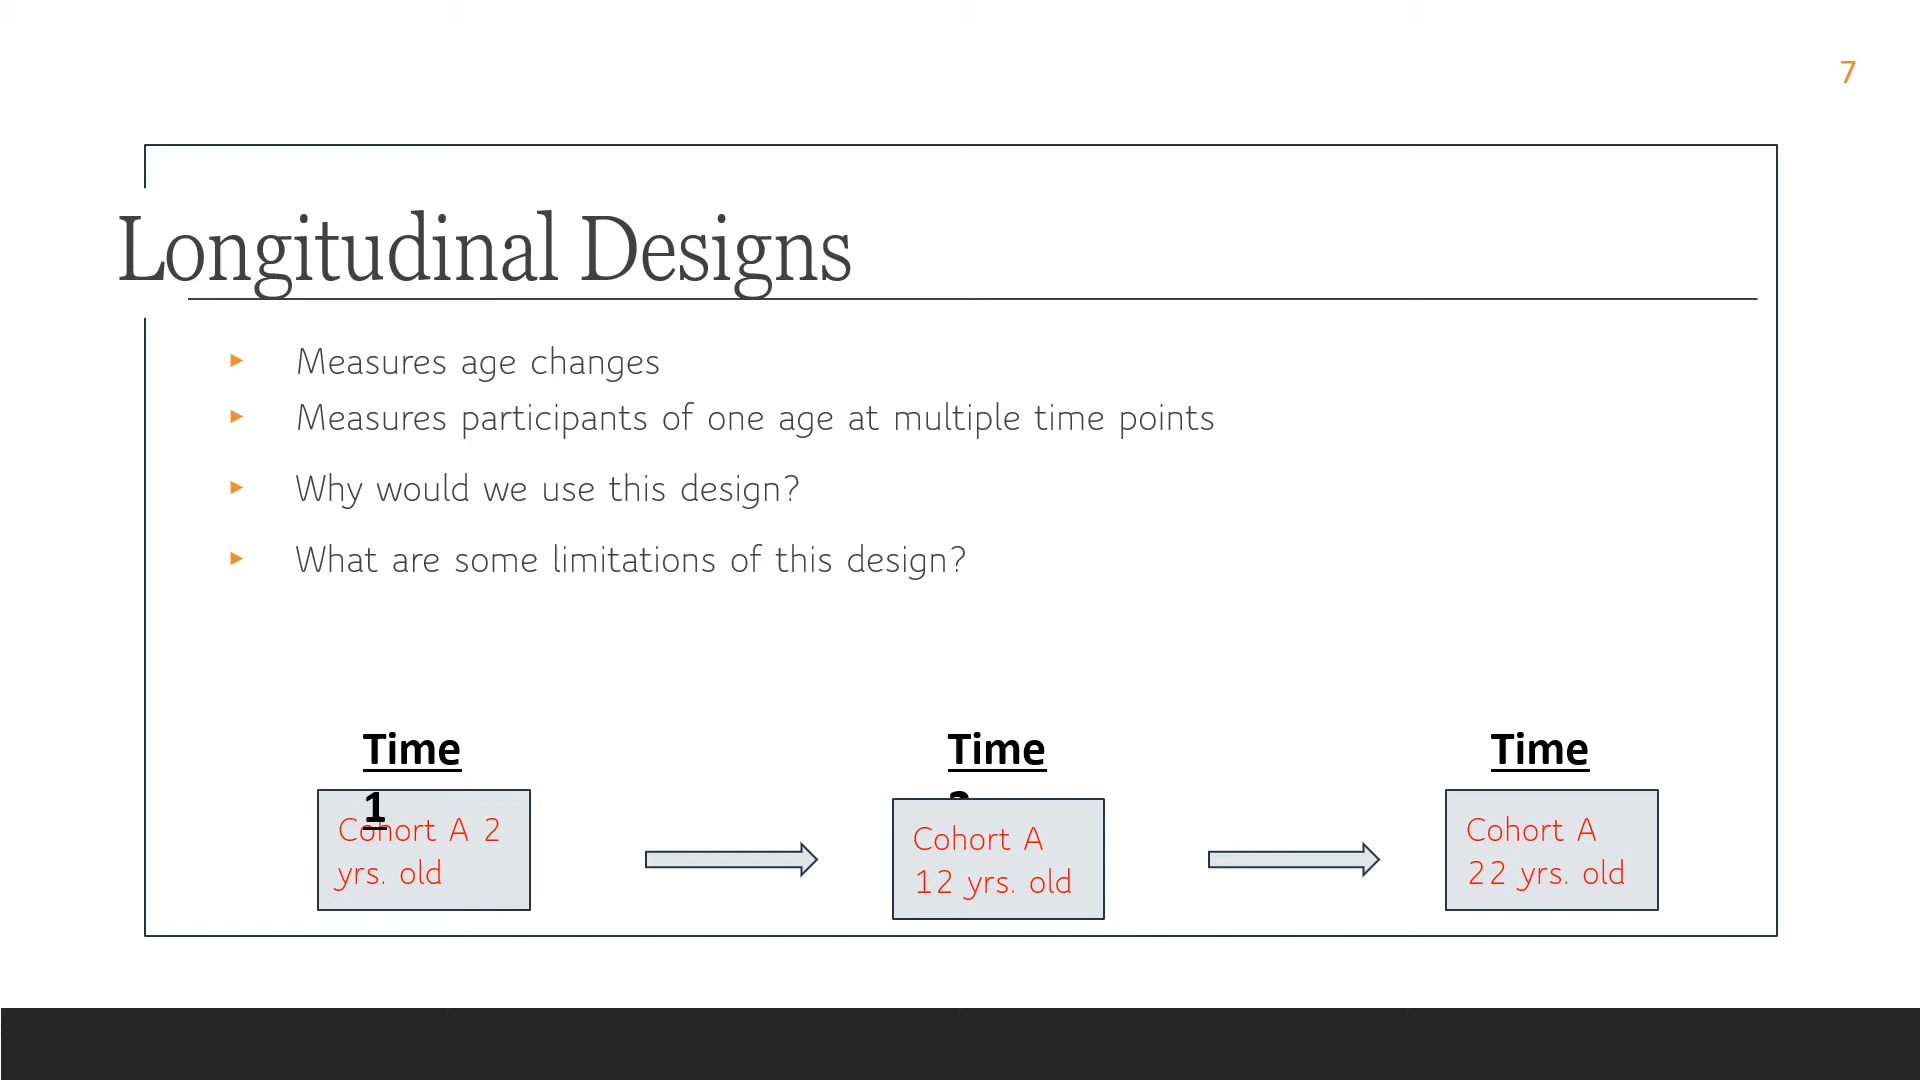 7
Longitudinal Designs
Measures age changes
Measures participants of one age at multiple time points
Why would we use this design?
What are some limitations of this design?
Time
1
Cohort A 2
yrs. old
Time
Cohort A
12 yrs. old
Time
Cohort A
22 yrs. old